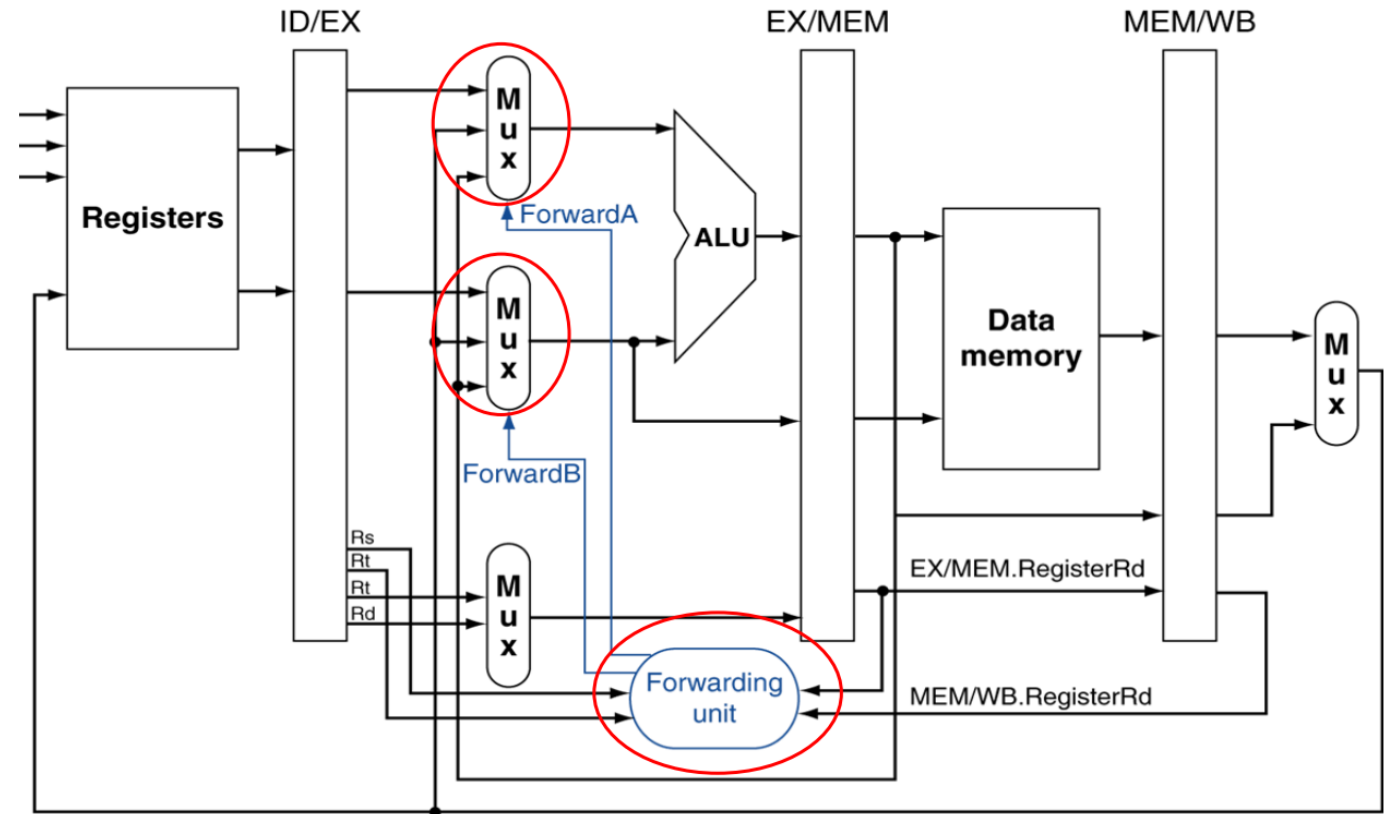 ID/EX
EX/MEM
MEM/WB
M
u
x
Registers
ForwardA
ALU
M
u
x
Data
memory
M
u
x
ForwardB
Rs
Rt
Rt
Rd
M
u
x
EX/MEM.RegisterRd
Forwarding
unit
MEM/WB.RegisterRd